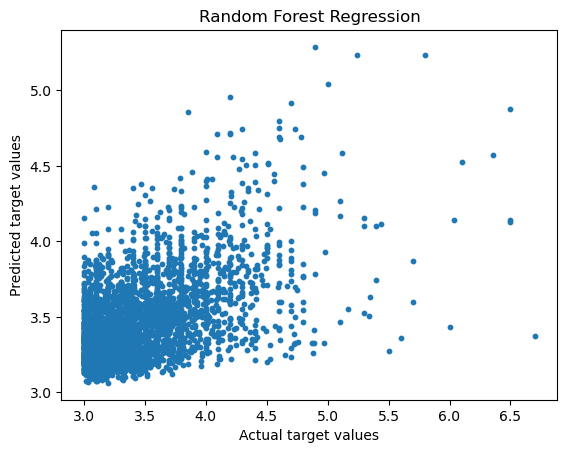 Random Forest Regression
Predicted target values
5.0
4.5
4.0
3.5
3.0
3.0 3.5 4.0 4.5 5.0 5.5 6.0 6.5
Actual target values